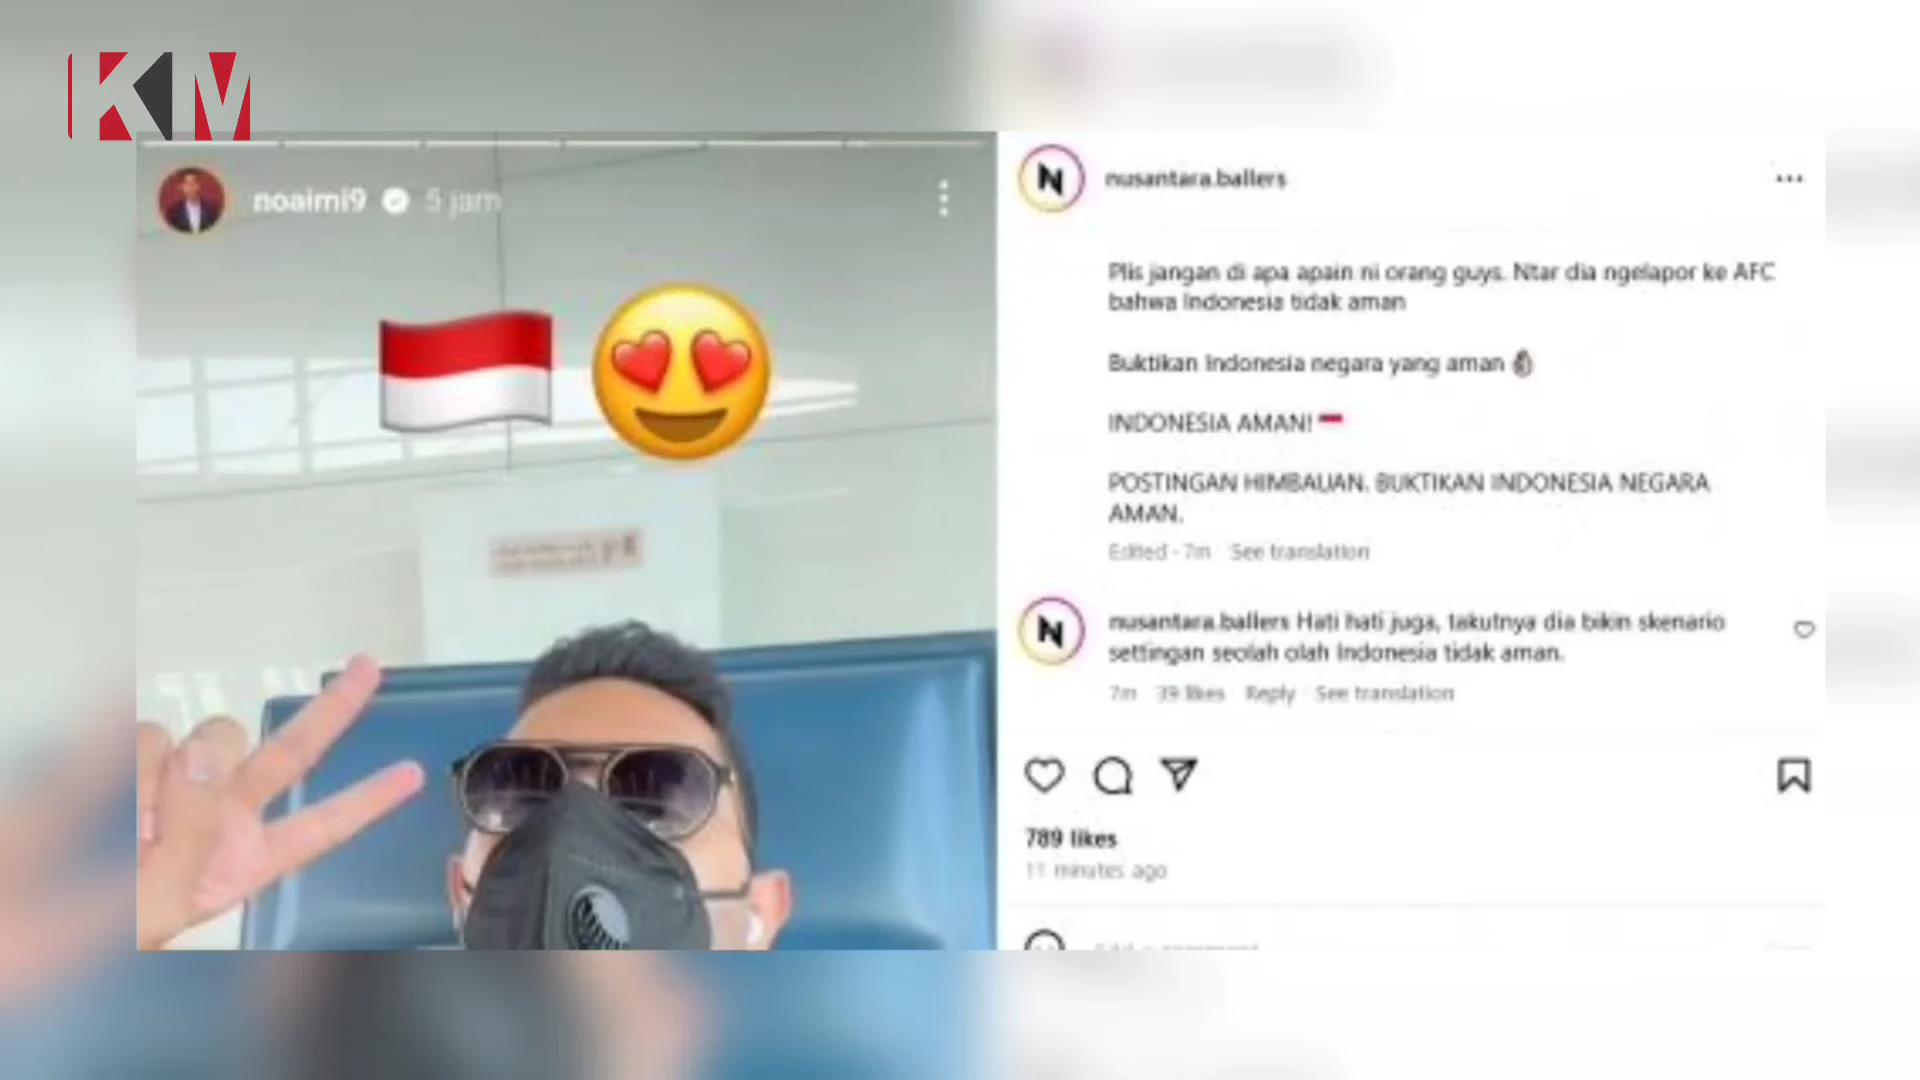 KM
noaimi9 5 jam
nusantara.ballers
Plis jangan di apa apain ni orang guys. Ntar dia ngelapor ke AFC
bahwa Indonesia tidak aman
Buktikan Indonesia negara yang aman
INDONESIA AMAN!
POSTINGAN HIMBAUAN. BUKTIKAN INDONESIA NEGARA
AMAN.
Edited · 7m See translation
nusantara.ballers Hati hati juga, takutnya dia bikin skenario
settingan seolah olah Indonesia tidak aman.
7m 39 likes Reply See translation
789 likes
11 minutes ago